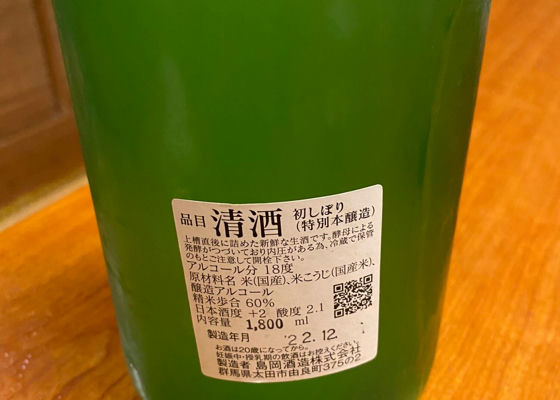 品目 清酒 初しぼり
(特別本醸造)
上槽直後に詰めた新鮮な生酒です。酵母による
発酵がつづいており内圧がある為、冷蔵で保管
のもとご注意して開栓下さい。
アルコール分 18度
原材料名 米(国産)、米こうじ(国産米)、
醸造アルコール
精米歩合 60%
日本酒度 +2 酸度 2.1
内容量 1,800 ml
製造年月 '22.12
お酒は20歳になってから。
妊娠中・授乳期の飲酒はお控えください。
製造者 島岡酒造株式会社
群馬県太田市由良町375の2